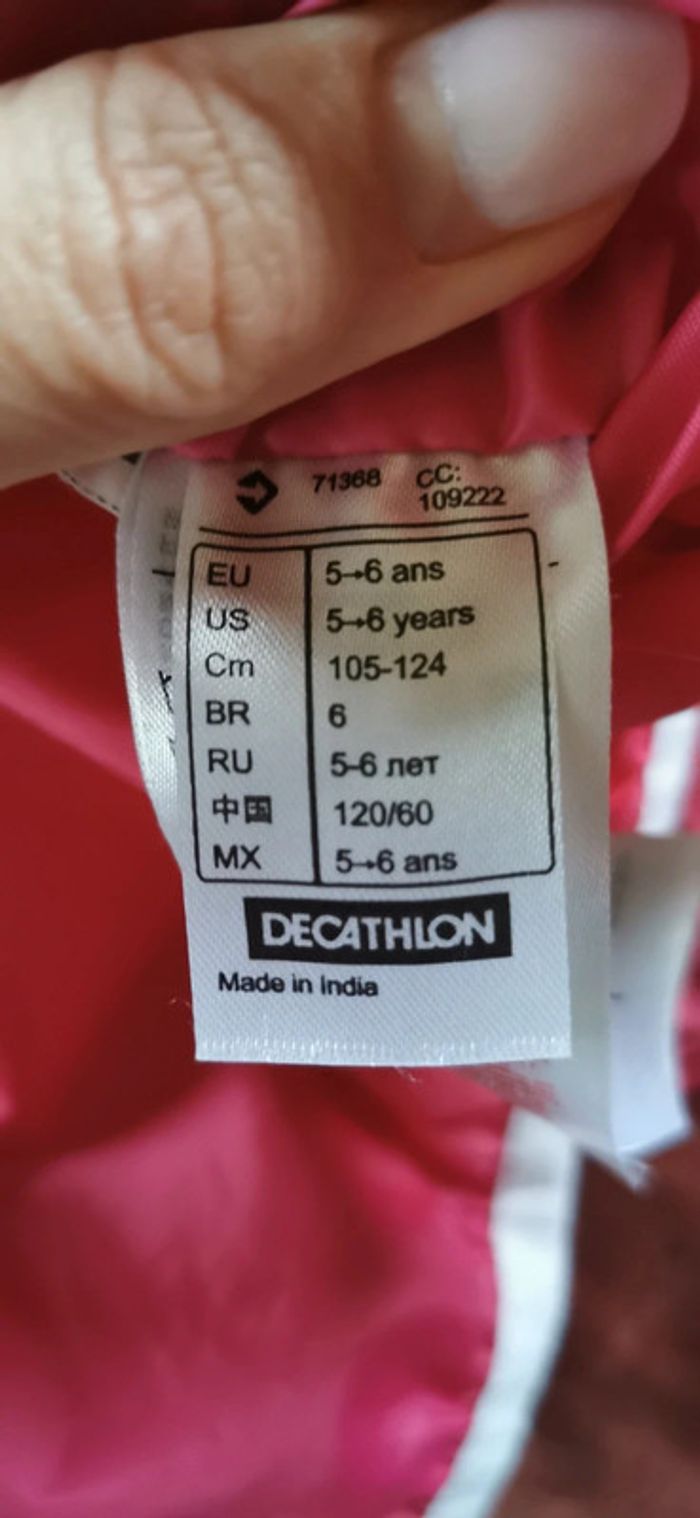 71368 CC:
109222
EU 5→6 ans
US 5→6 years
Cm 105-124
BR 6
RU 5-6 лет
中国 120/60
MX 5→6 ans
DECATHLON
Made in India